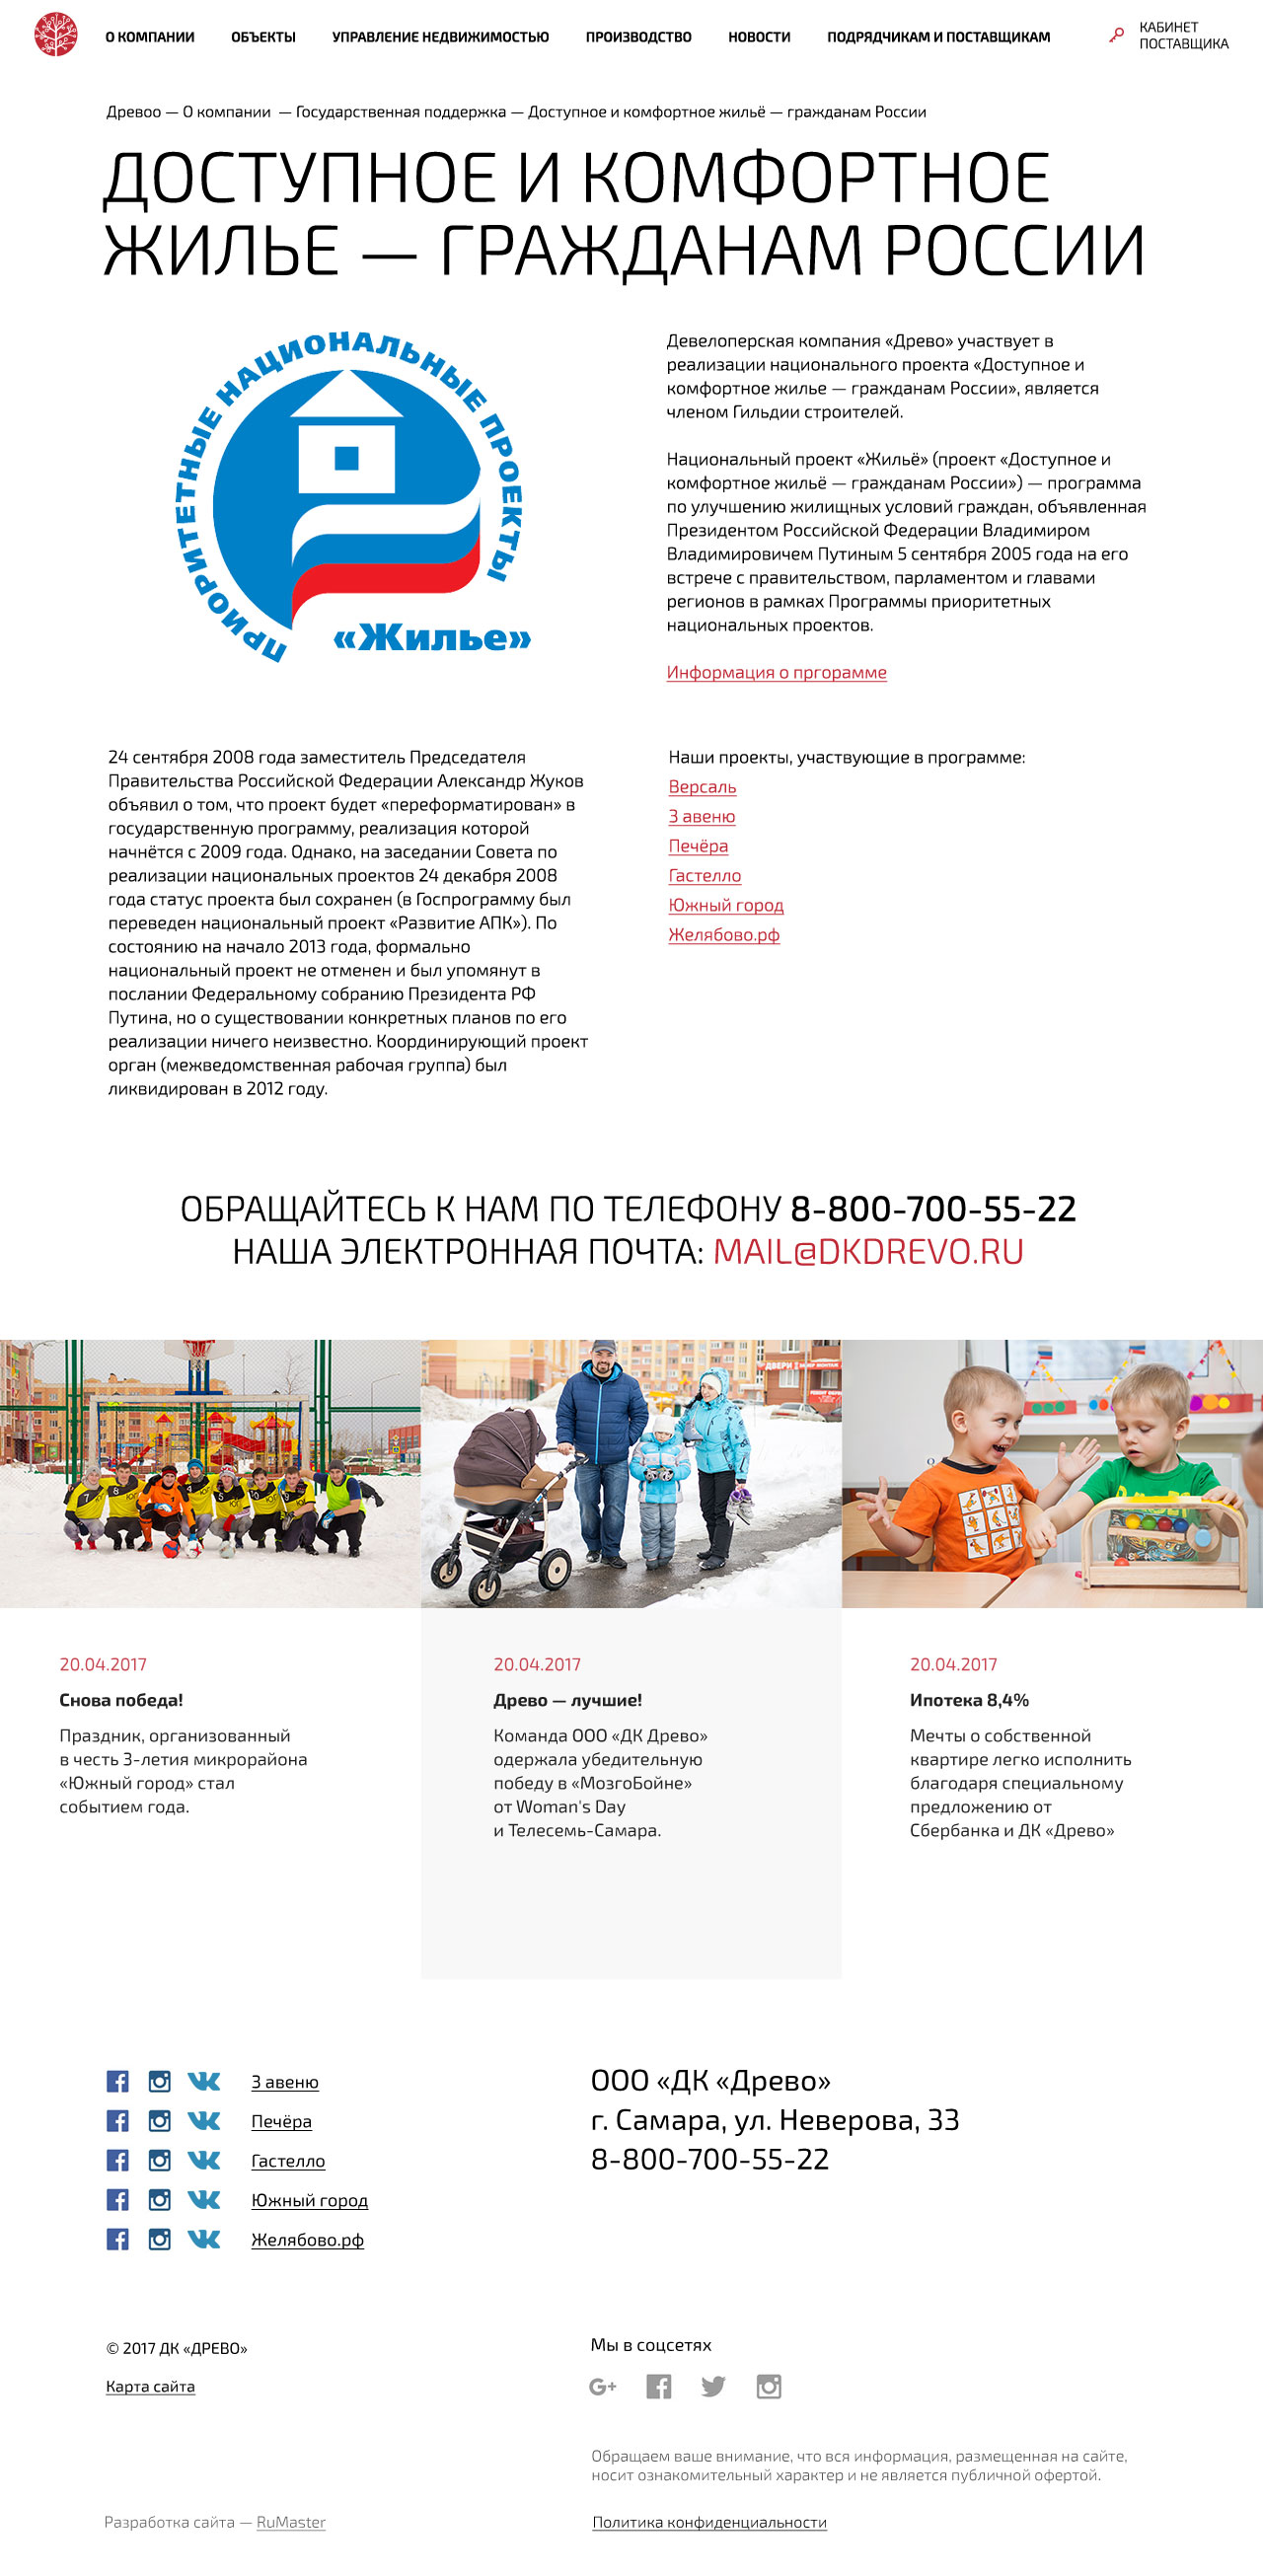 О КОМПАНИИ
ОБЪЕКТЫ
УПРАВЛЕНИЕ НЕДВИЖИМОСТЬЮ
ПРОИЗВОДСТВО
НОВОСТИ
ПОДРЯДЧИКАМ И ПОСТАВЩИКАМ
КАБИНЕТ
ПОСТАВЩИКА
Древоо — О компании — Государственная поддержка — Доступное и комфортное жильё — гражданам России
ДОСТУПНОЕ И КОМФОРТНОЕ
ЖИЛЬЕ — ГРАЖДАНАМ РОССИИ
ПРИОРИТЕТНЫЕ НАЦИОНАЛЬНЫЕ ПРОЕКТЫ
«Жилье»
Девелоперская компания «Древо» участвует в
реализации национального проекта «Доступное и
комфортное жилье — гражданам России», является
членом Гильдии строителей.
Национальный проект «Жильё» (проект «Доступное и
комфортное жильё — гражданам России») — программа
по улучшению жилищных условий граждан, объявленная
Президентом Российской Федерации Владимиром
Владимировичем Путиным 5 сентября 2005 года на его
встрече с правительством, парламентом и главами
регионов в рамках Программы приоритетных
национальных проектов.
Информация о пргорамме
24 сентября 2008 года заместитель Председателя
Правительства Российской Федерации Александр Жуков
объявил о том, что проект будет «переформатирован» в
государственную программу, реализация которой
начнётся с 2009 года. Однако, на заседании Совета по
реализации национальных проектов 24 декабря 2008
года статус проекта был сохранен (в Госпрограмму был
переведен национальный проект «Развитие АПК»). По
состоянию на начало 2013 года, формально
национальный проект не отменен и был упомянут в
послании Федеральному собранию Президента РФ
Путина, но о существовании конкретных планов по его
реализации ничего неизвестно. Координирующий проект
орган (межведомственная рабочая группа) был
ликвидирован в 2012 году.
Наши проекты, участвующие в программе:
Версаль
3 авеню
Печёра
Гастелло
Южный город
Желябово.рф
ОБРАЩАЙТЕСЬ К НАМ ПО ТЕЛЕФОНУ 8-800-700-55-22
НАША ЭЛЕКТРОННАЯ ПОЧТА: MAIL@DKDREVO.RU
ДВЕРИ
20.04.2017
Снова победа!
Праздник, организованный
в честь 3-летия микрорайона
«Южный город» стал
событием года.
20.04.2017
Древо — лучшие!
Команда ООО «ДК Древо»
одержала убедительную
победу в «МозгоБойне»
от Woman's Day
и Телесемь-Самара.
20.04.2017
Ипотека 8,4%
Мечты о собственной
квартире легко исполнить
благодаря специальному
предложению от
Сбербанка и ДК «Древо»
3 авеню
Печёра
Гастелло
Южный город
Желябово.рф
ООО «ДК «Древо»
г. Самара, ул. Неверова, 33
8-800-700-55-22
© 2017 ДК «ДРЕВО»
Карта сайта
Мы в соцсетях
Обращаем ваше внимание, что вся информация, размещенная на сайте,
носит ознакомительный характер и не является публичной офертой.
Разработка сайта — RuMaster
Политика конфиденциальности